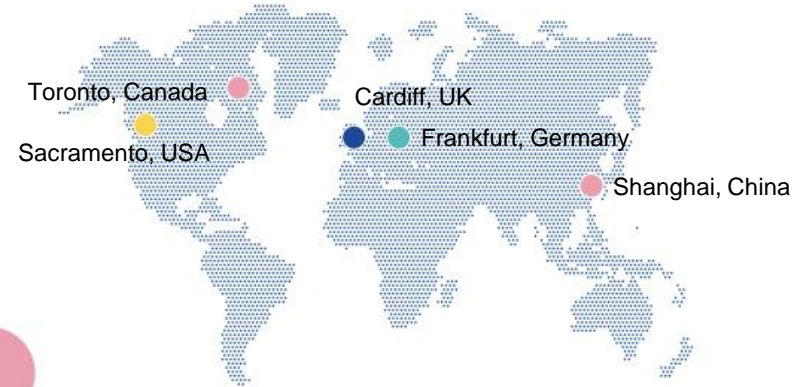 Toronto, Canada
Cardiff, UK
Frankfurt, Germany
Sacramento, USA
Shanghai, China